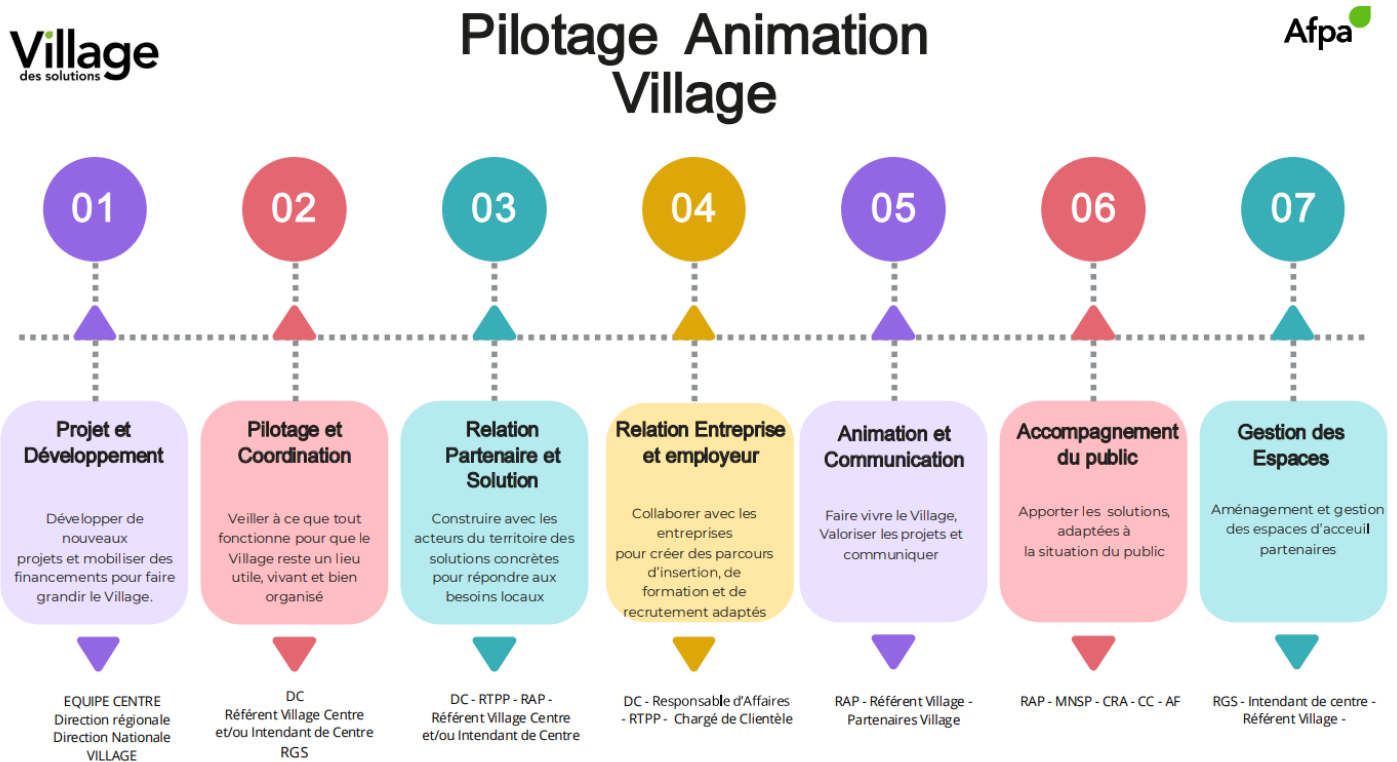 Village
des solutions
Pilotage Animation
Village
Afpa
01
02
03
04
05
06
07
Projet et
Développement
Développer de
nouveaux
projets et mobiliser des
financements pour faire
grandir le Village.
EQUIPE CENTRE
Direction régionale
Direction Nationale
VILLAGE
Pilotage et
Coordination
Veiller à ce que tout
fonctionne pour que le
Village reste un lieu
utile, vivant et bien
organisé
DC
Référent Village Centre
et/ou Intendant de Centre
RGS
Relation
Partenaire et
Solution
Construire avec les
acteurs du territoire des
solutions concrètes
pour répondre aux
besoins locaux
DC - RTPP - RAP -
Référent Village Centre
et/ou Intendant de Centre
Relation Entreprise
et employeur
Collaborer avec les
entreprises
pour créer des parcours
d'insertion, de
formation et de
recrutement adaptés
DC - Responsable d'Affaires
- RTPP - Chargé de Clientèle
Animation et
Communication
Faire vivre le Village,
Valoriser les projets et
communiquer
RAP - Référent Village -
Partenaires Village
Accompagnement
du public
Apporter les solutions,
adaptées à
la situation du public
RAP - MNSP - CRA - CC - AF
Gestion des
Espaces
Aménagement et gestion
des espaces d'acceuil
partenaires
RGS - Intendant de centre -
Référent Village -